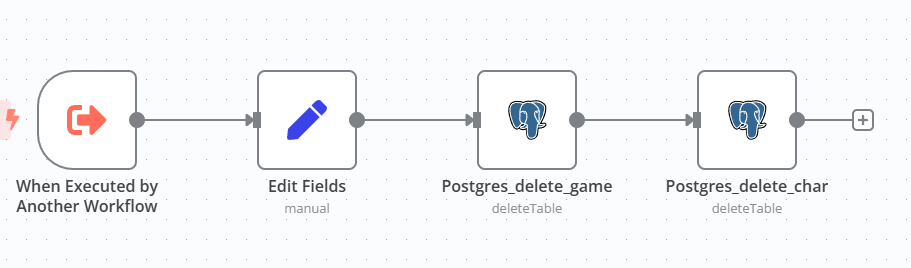 When Executed by
Another Workflow
Edit Fields
manual
Postgres_delete_game
deleteTable
Postgres_delete_char
deleteTable